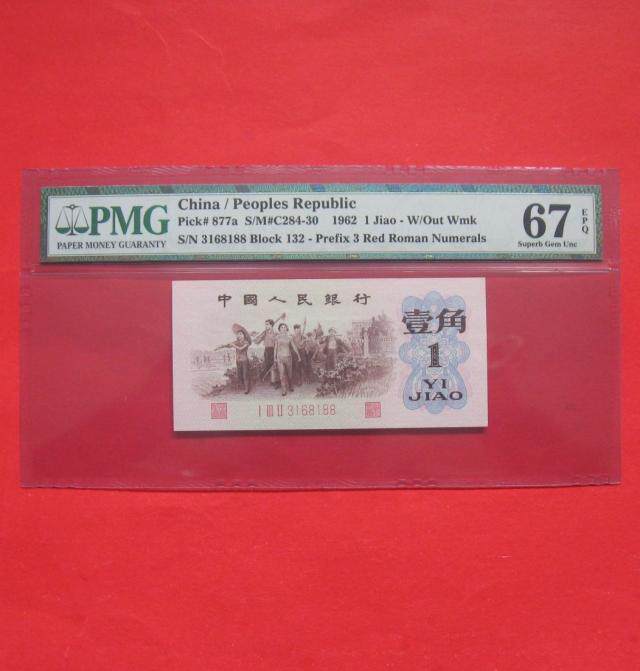 PMG
PAPER MONEY GUARANTY
China / Peoples Republic
Pick# 877a S/M#C284-30 1962 1 Jiao - W/Out Wmk
S/N 3168188 Block 132 - Prefix 3 Red Roman Numerals
67 EPQ
Superb Gem Unc
中國人民銀行
壹角
1
YI
JIAO
I III II 3168188